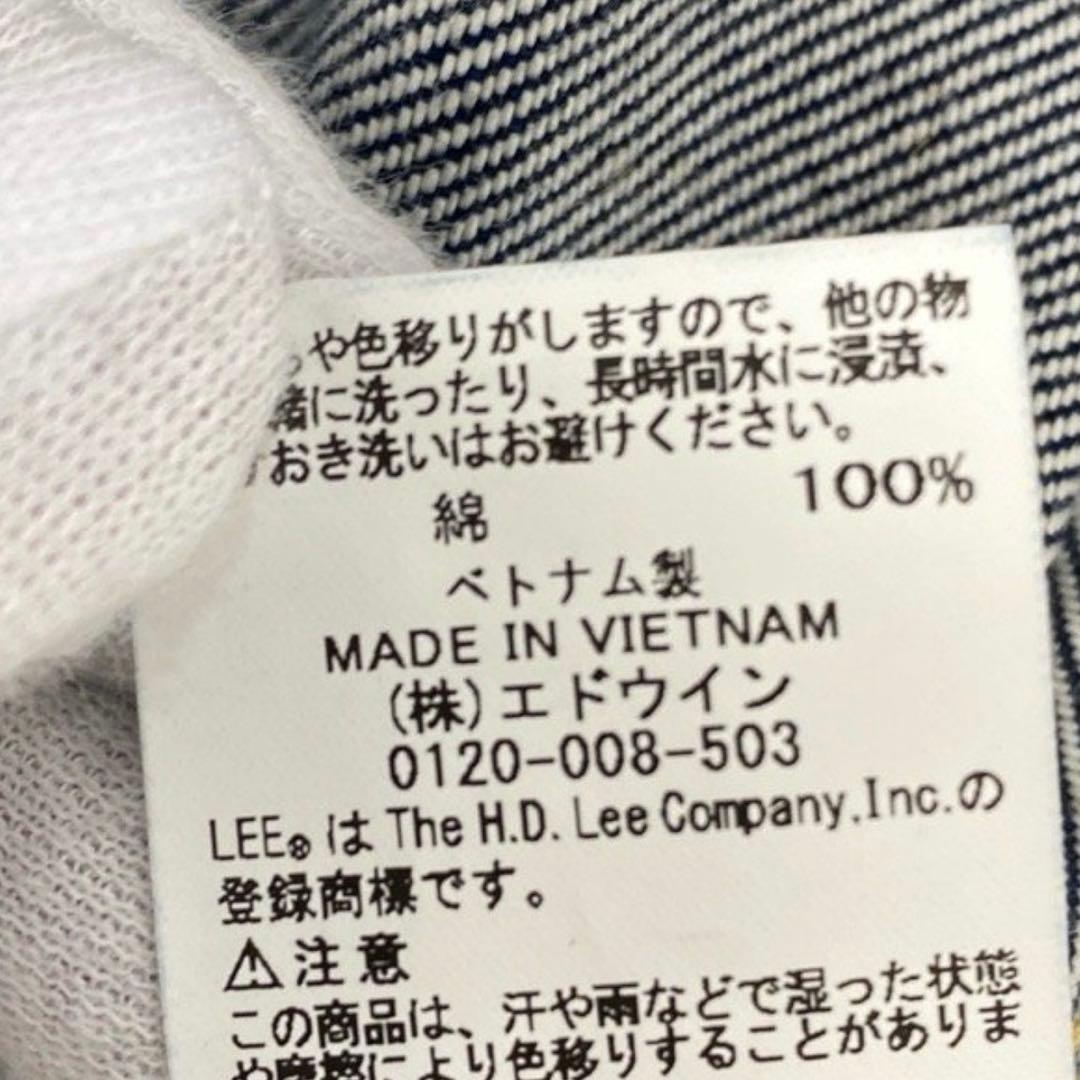 や色移りがしますので、他の物
緒に洗ったり、長時間水に浸漬、
おき洗いはお避けください。
綿 100%
ベトナム製
MADE IN VIETNAM
(株)エドウイン
0120-008-503
LEE® は The H.D. Lee Company,Inc.の
登録商標です。
⚠注意
この商品は、汗や雨などで湿った状態
や摩擦により色移りすることがありま